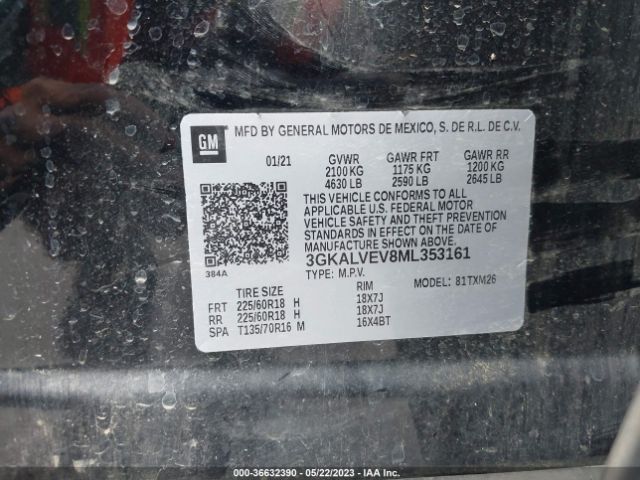 GM
MFD BY GENERAL MOTORS DE MEXICO, S. DE R.L. DE C.V.
01/21 GVWR GAWR FRT GAWR RR
2100 KG 1175 KG 1200 KG
4630 LB 2590 LB 2645 LB
THIS VEHICLE CONFORMS TO ALL
APPLICABLE U.S. FEDERAL MOTOR
VEHICLE SAFETY AND THEFT PREVENTION
STANDARDS IN EFFECT ON THE DATE OF
MANUFACTURE SHOWN ABOVE.
3GKALVEV8ML353161
384A
TYPE: M.P.V. MODEL: 81TXM26
TIRE SIZE RIM
FRT 225/60R18 H 18X7J
RR 225/60R18 H 18X7J
SPA T135/70R16 M 16X4BT
000-36632390 - 05/22/2023 - IAA Inc.